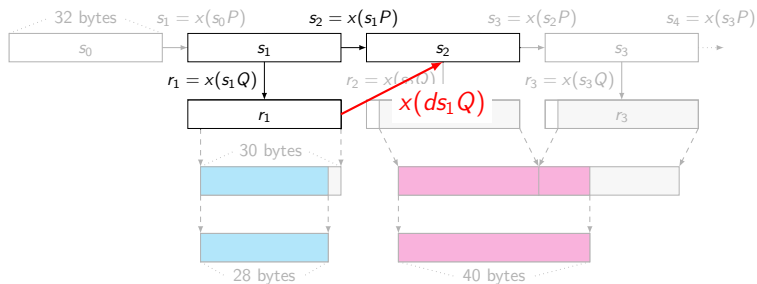 32 bytes
s₁ = x(s₀P)
s₂ = x(s₁P)
s₃ = x(s₂P)
s₄ = x(s₃P)
s₀
s₁
s₂
s₃
r₁ = x(s₁Q)
r₂ = x(s Q)
r₃ = x(s₃Q)
x(ds₁Q)
r₁
r₃
30 bytes
28 bytes
40 bytes